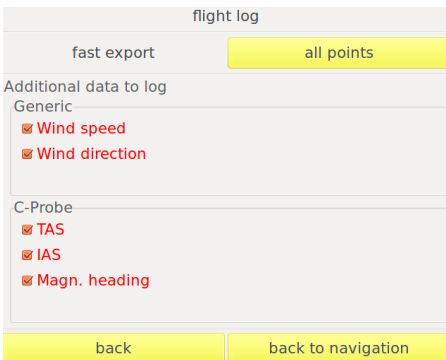 flight log
fast export all points
Additional data to log
Generic
Wind speed
Wind direction
C-Probe
TAS
IAS
Magn. heading
back back to navigation